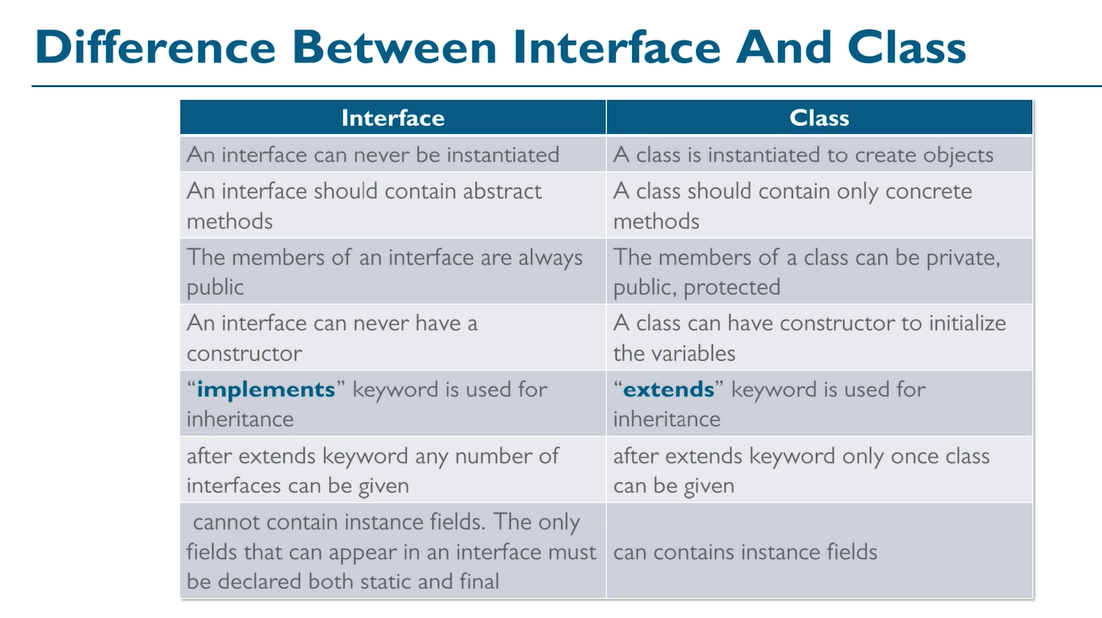 Difference Between Interface And Class
Interface
Class
An interface can never be instantiated
A class is instantiated to create objects
An interface should contain abstract
methods
A class should contain only concrete
methods
The members of an interface are always
public
The members of a class can be private,
public, protected
An interface can never have a
constructor
A class can have constructor to initialize
the variables
“implements” keyword is used for
inheritance
“extends” keyword is used for
inheritance
after extends keyword any number of
interfaces can be given
after extends keyword only once class
can be given
cannot contain instance fields. The only
fields that can appear in an interface must
be declared both static and final
can contains instance fields